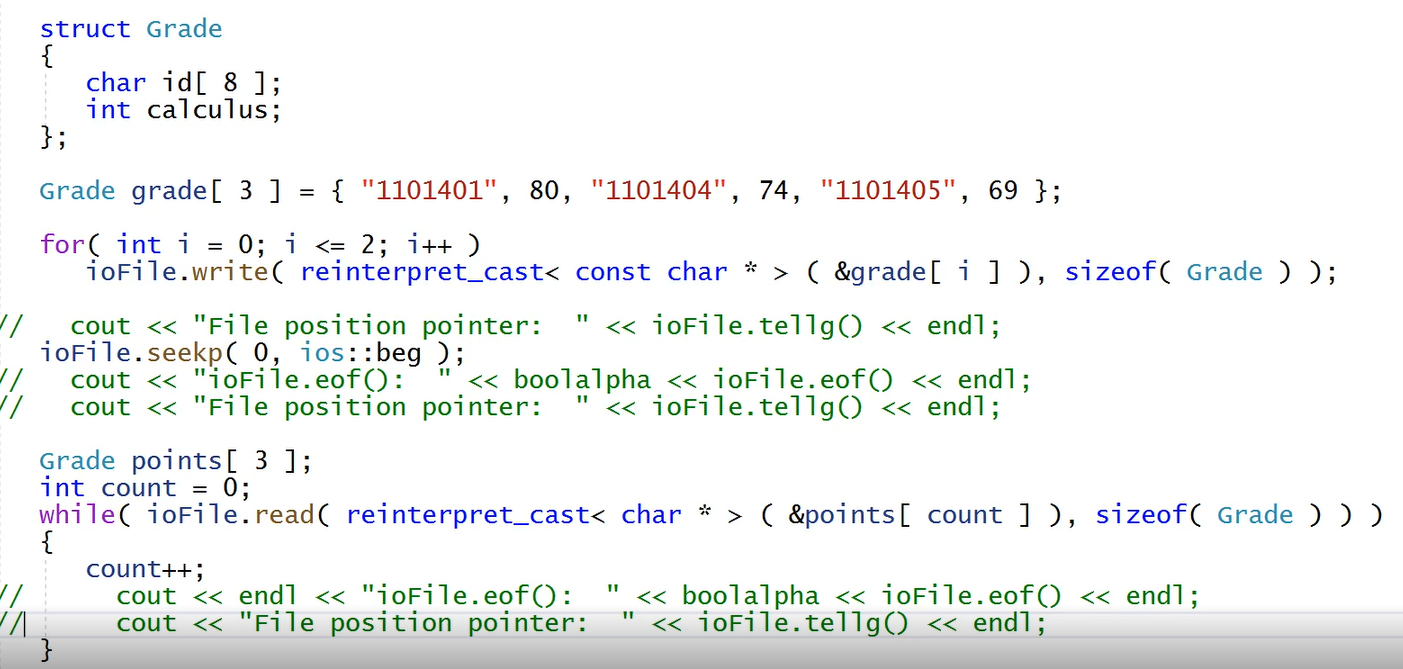 struct Grade
{
   char id[ 8 ];
   int calculus;
};

Grade grade[ 3 ] = { "1101401", 80, "1101404", 74, "1101405", 69 };

for( int i = 0; i <= 2; i++ )
   ioFile.write( reinterpret_cast< const char * > ( &grade[ i ] ), sizeof( Grade ) );

//   cout << "File position pointer:  " << ioFile.tellg() << endl;
ioFile.seekp( 0, ios::beg );
//   cout << "ioFile.eof():  " << boolalpha << ioFile.eof() << endl;
//   cout << "File position pointer:  " << ioFile.tellg() << endl;

Grade points[ 3 ];
int count = 0;
while( ioFile.read( reinterpret_cast< char * > ( &points[ count ] ), sizeof( Grade ) ) )
{
   count++;
//      cout << endl << "ioFile.eof():  " << boolalpha << ioFile.eof() << endl;
//      cout << "File position pointer:  " << ioFile.tellg() << endl;
}